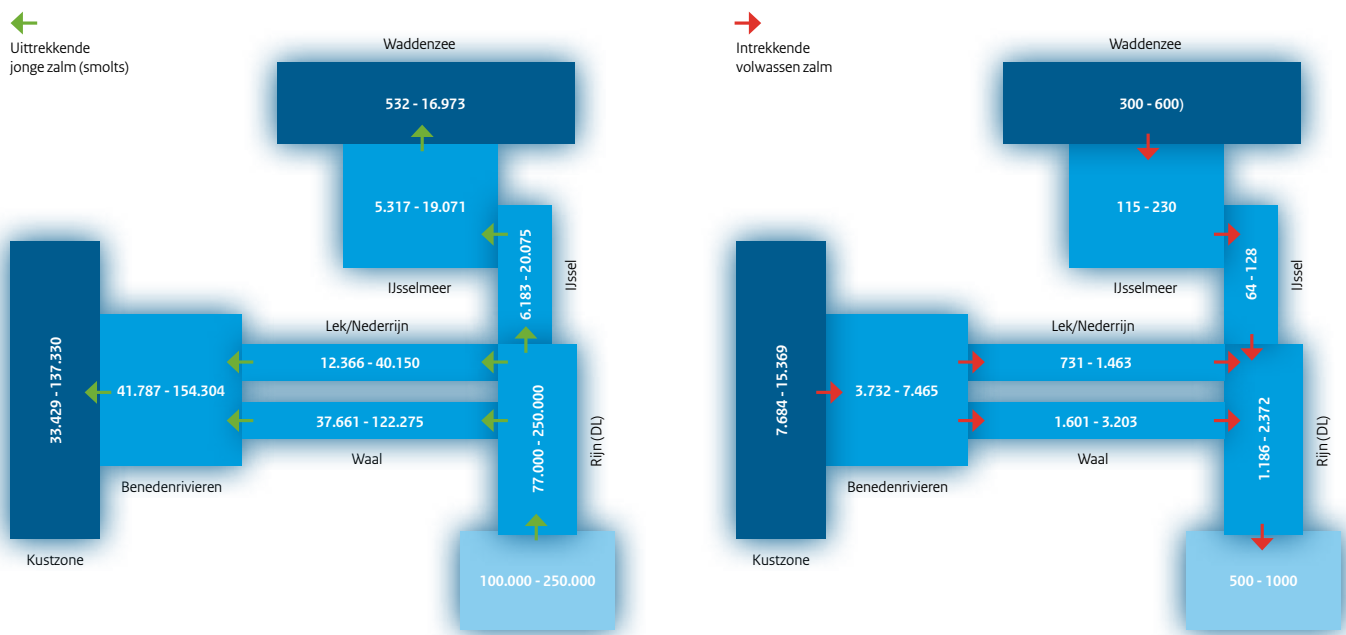 Uittrekkende
jonge zalm (smolts)
Waddenzee
532 - 16.973
5.317 - 19.071
IJsselmeer
6.183 - 20.075
IJssel
Lek/Nederrijn
12.366 - 40.150
37.661 - 122.275
Waal
41.787 - 154.304
Benedenrivieren
33.429 - 137.330
Kustzone
77.000 - 250.000
Rijn (DL)
100.000 - 250.000
Intrekkende
volwassen zalm
Waddenzee
300 - 600)
115 - 230
IJsselmeer
64 - 128
IJssel
Lek/Nederrijn
731 - 1.463
1.601 - 3.203
Waal
3.732 - 7.465
Benedenrivieren
7.684 - 15.369
Kustzone
1.186 - 2.372
Rijn (DL)
500 - 1000